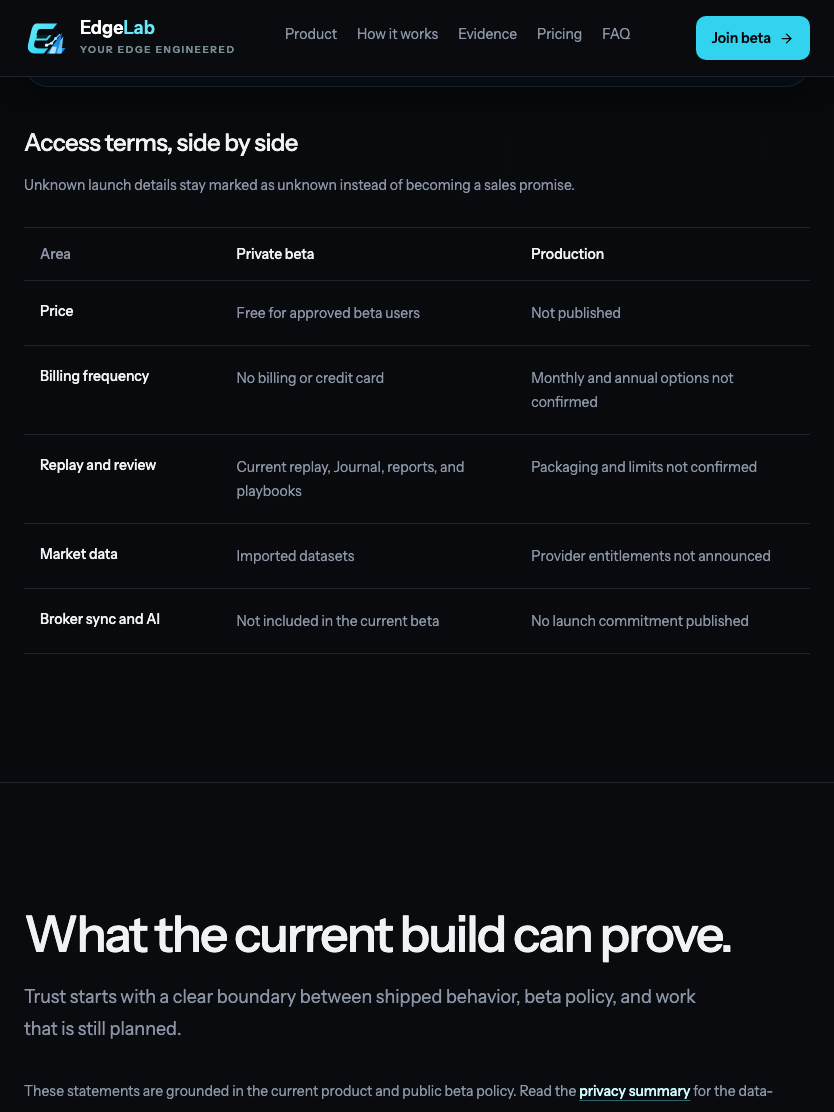 EdgeLab
YOUR EDGE ENGINEERED
Product
How it works
Evidence
Pricing
FAQ
Join beta
Access terms, side by side
Unknown launch details stay marked as unknown instead of becoming a sales promise.
Area
Private beta
Production
Price
Free for approved beta users
Not published
Billing frequency
No billing or credit card
Monthly and annual options not
confirmed
Replay and review
Current replay, Journal, reports, and
playbooks
Packaging and limits not confirmed
Market data
Imported datasets
Provider entitlements not announced
Broker sync and AI
Not included in the current beta
No launch commitment published
What the current build can prove.
Trust starts with a clear boundary between shipped behavior, beta policy, and work
that is still planned.
These statements are grounded in the current product and public beta policy. Read the privacy summary for the data-